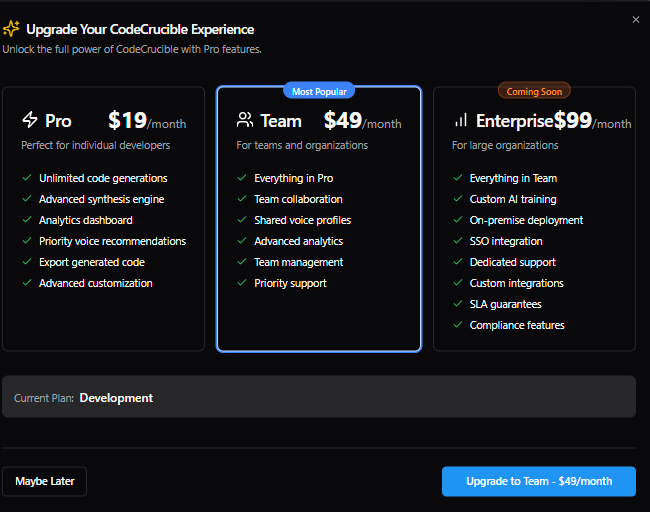 Upgrade Your CodeCrucible Experience
Unlock the full power of CodeCrucible with Pro features.
Pro $19/month
Perfect for individual developers
Unlimited code generations
Advanced synthesis engine
Analytics dashboard
Priority voice recommendations
Export generated code
Advanced customization
Most Popular
Team $49/month
For teams and organizations
Everything in Pro
Team collaboration
Shared voice profiles
Advanced analytics
Team management
Priority support
Coming Soon
Enterprise$99/month
For large organizations
Everything in Team
Custom AI training
On-premise deployment
SSO integration
Dedicated support
Custom integrations
SLA guarantees
Compliance features
Current Plan: Development
Maybe Later
Upgrade to Team - $49/month